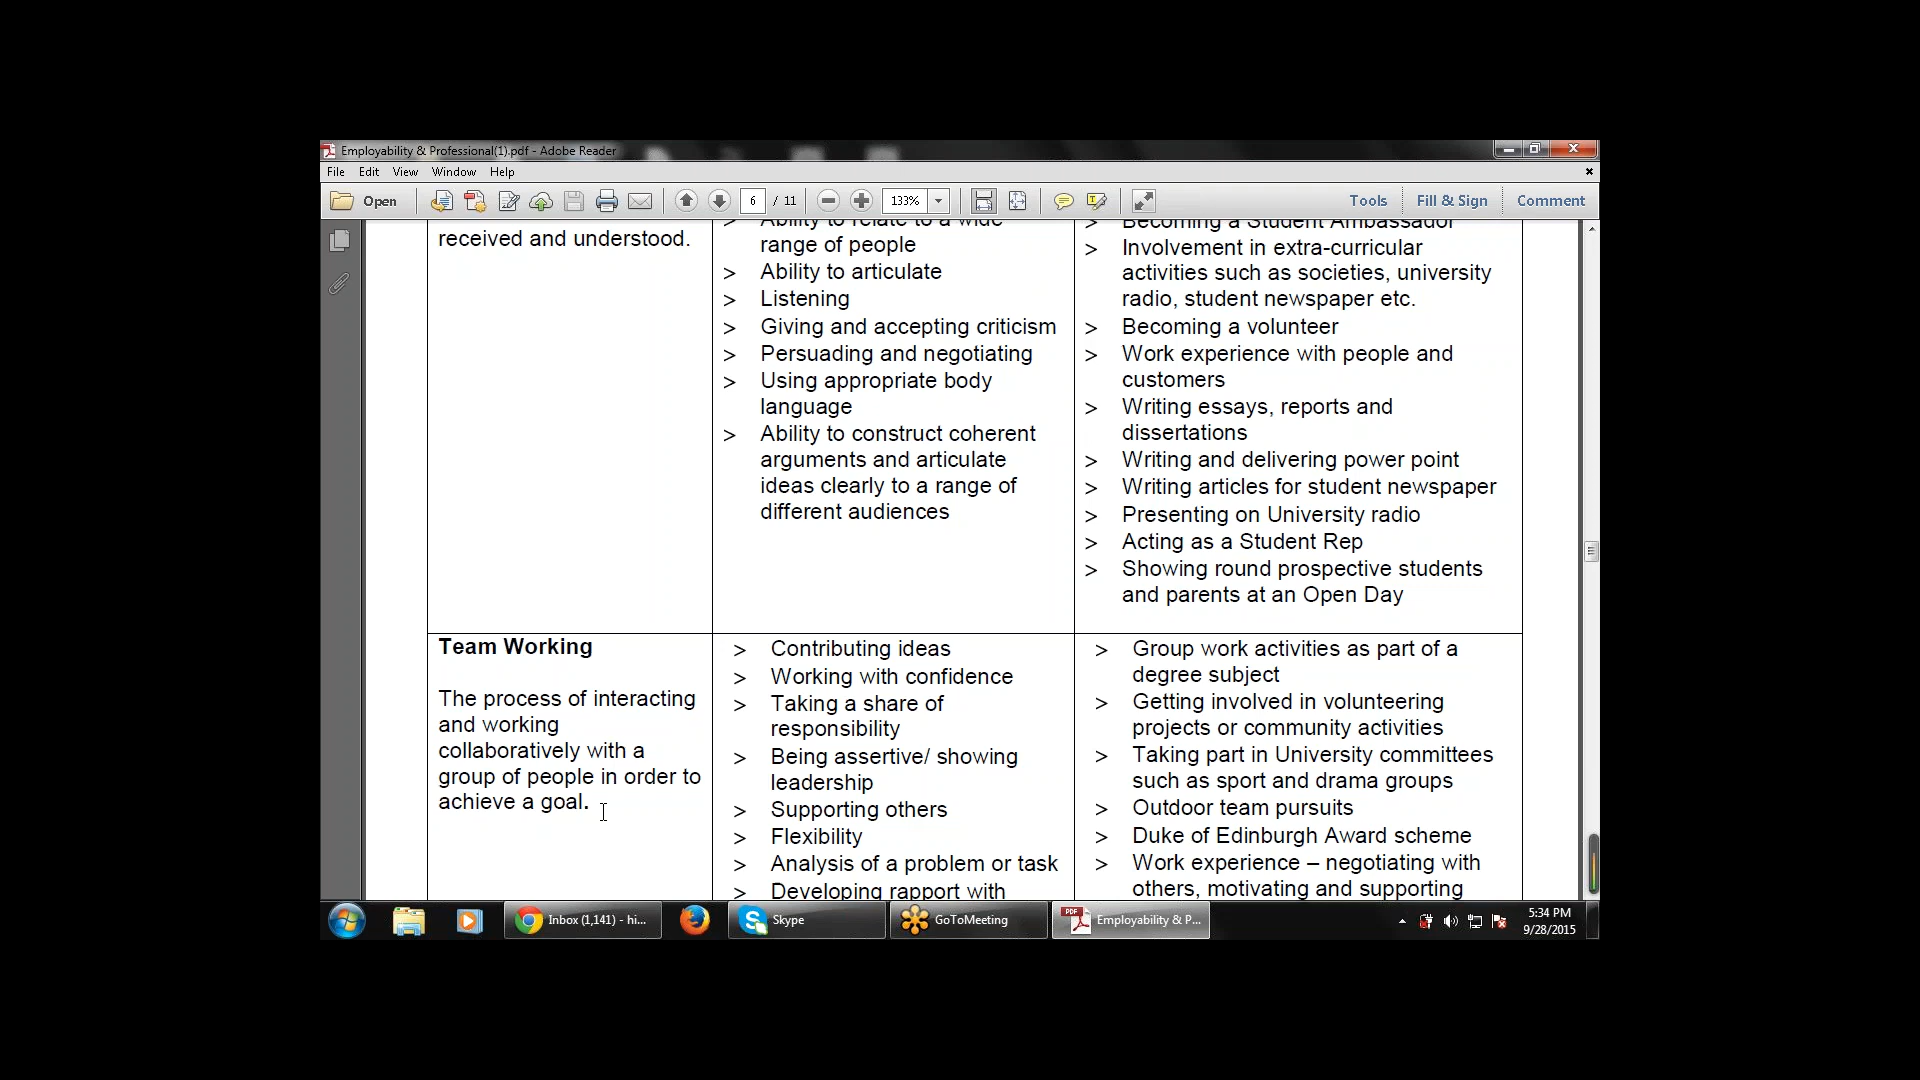 Employability & Professional(1).pdf - Adobe Reader
File Edit View Window Help
Open 6 / 11 133% Tools Fill & Sign Comment
received and understood.
> Ability to relate to a wide
range of people
> Ability to articulate
> Listening
> Giving and accepting criticism
> Persuading and negotiating
> Using appropriate body
language
> Ability to construct coherent
arguments and articulate
ideas clearly to a range of
different audiences
> Becoming a Student Ambassador
> Involvement in extra-curricular
activities such as societies, university
radio, student newspaper etc.
> Becoming a volunteer
> Work experience with people and
customers
> Writing essays, reports and
dissertations
> Writing and delivering power point
> Writing articles for student newspaper
> Presenting on University radio
> Acting as a Student Rep
> Showing round prospective students
and parents at an Open Day
Team Working
The process of interacting
and working
collaboratively with a
group of people in order to
achieve a goal.
> Contributing ideas
> Working with confidence
> Taking a share of
responsibility
> Being assertive/ showing
leadership
> Supporting others
> Flexibility
> Analysis of a problem or task
> Developing rapport with
> Group work activities as part of a
degree subject
> Getting involved in volunteering
projects or community activities
> Taking part in University committees
such as sport and drama groups
> Outdoor team pursuits
> Duke of Edinburgh Award scheme
> Work experience – negotiating with
others, motivating and supporting
Inbox (1,141) - hi... Skype GoToMeeting Employability & P... 5:34 PM
9/28/2015